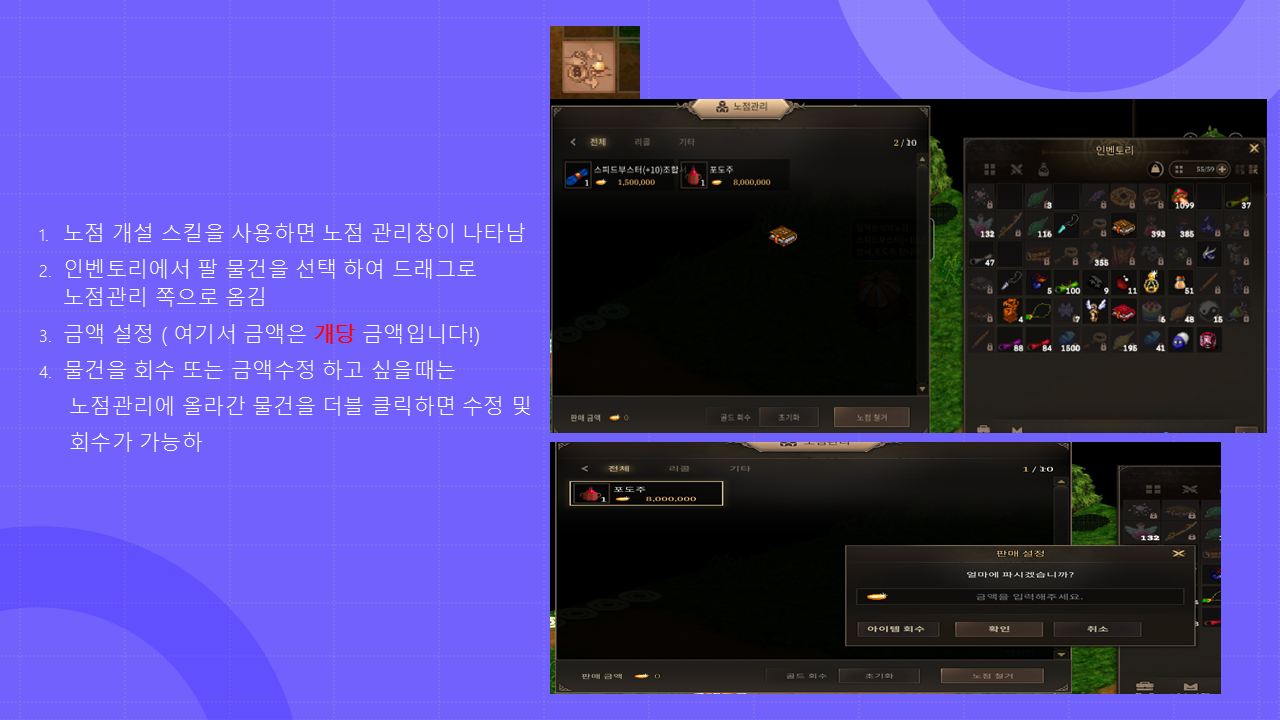 1. 노점 개설 스킬을 사용하면 노점 관리창이 나타남
2. 인벤토리에서 팔 물건을 선택 하여 드래그로
노점관리 쪽으로 옮김
3. 금액 설정 ( 여기서 금액은 개당 금액입니다!)
4. 물건을 회수 또는 금액수정 하고 싶을때는
노점관리에 올라간 물건을 더블 클릭하면 수정 및
회수가 가능하
노점관리
전체 리콜 기타 2 / 10
스피드부스터(+10)조합 포도주
1 1,500,000 1 8,000,000
판매 금액 0 골드 회수 초기화 노점 철거
인벤토리
55/59
3 1099 37
132 116 393 385
47 355
5 100 9 11 51
4 7 6 48 15
88 84 1500 195 41
노점관리
전체 리콜 기타 1 / 10
포도주
1 8,000,000
132
판매 설정
얼마에 파시겠습니까?
금액을 입력해주세요.
아이템 회수 확인 취소
판매 금액 0 골드 회수 초기화 노점 철거